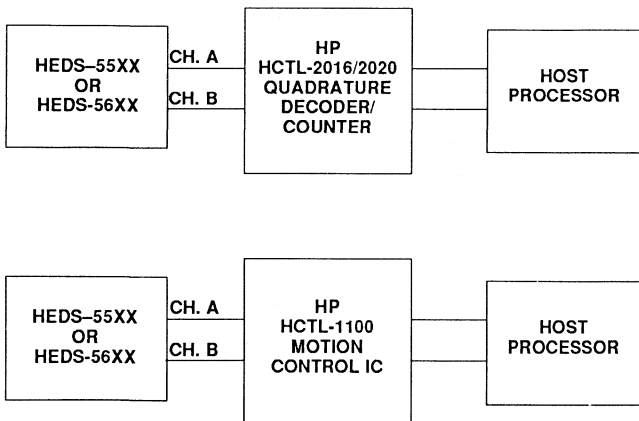 HEDS–55XX
OR
HEDS-56XX
CH. A
CH. B
HP
HCTL-2016/2020
QUADRATURE
DECODER/
COUNTER
HOST
PROCESSOR
HEDS–55XX
OR
HEDS-56XX
CH. A
CH. B
HP
HCTL-1100
MOTION
CONTROL IC
HOST
PROCESSOR